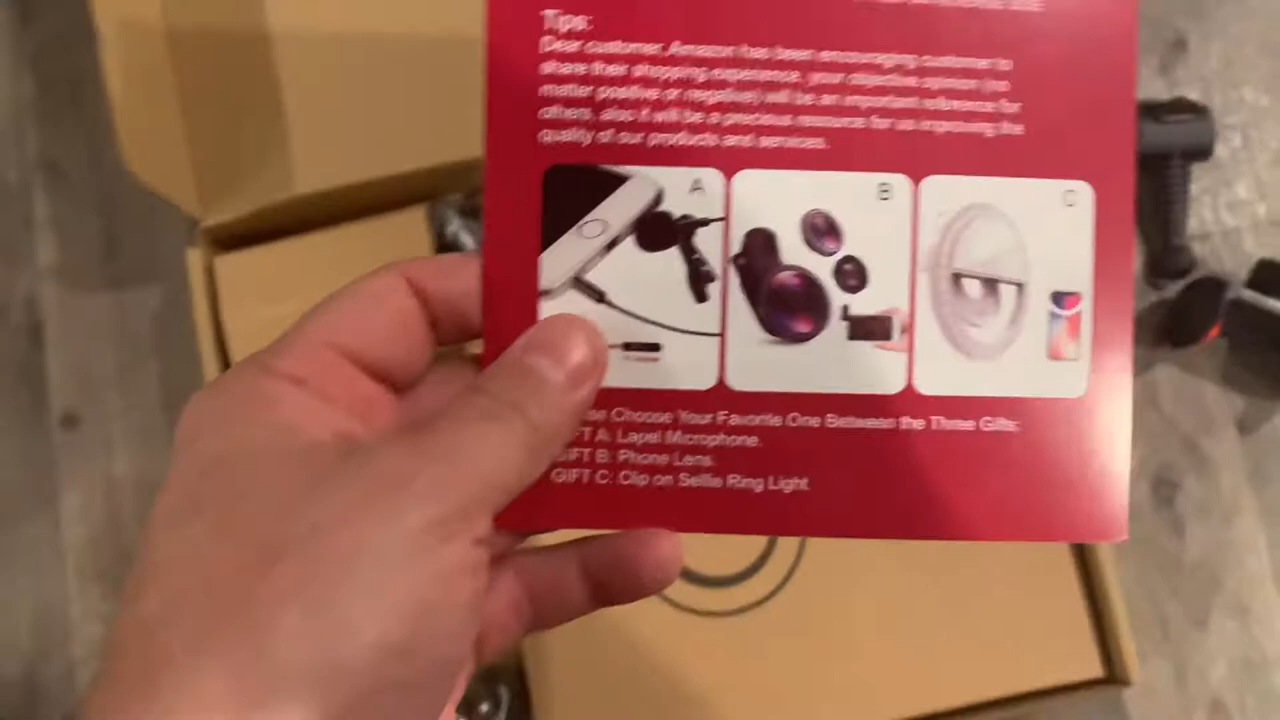 Tips:
Dear customer, Amazon has been encouraging customer to
share their shopping experience, your objective opinion (no
matter positive or negative) will be an important reference for
others, also it will be a precious resource for us improving the
quality of our products and services.
A
B
C
Choose Your Favorite One Between the Three Gifts:
A: Lapel Microphone.
GIFT B: Phone Lens.
GIFT C: Clip on Selfie Ring Light